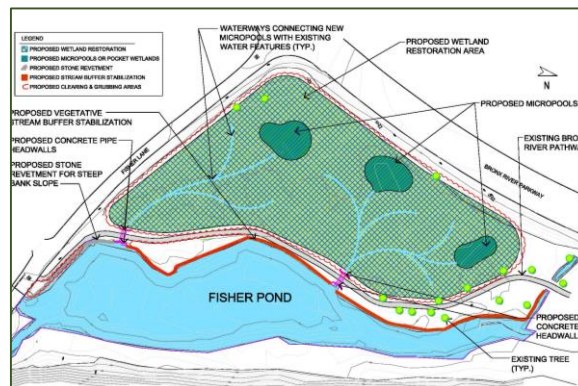 LEGEND
PROPOSED WETLAND RESTORATION
PROPOSED MICROPOOLS OR POCKET WETLANDS
PROPOSED STONE REVETMENT
PROPOSED STREAM BUFFER STABILIZATION
PROPOSED CLEARING & GRUBBING AREAS
WATERWAYS CONNECTING NEW
MICROPOOLS WITH EXISTING
WATER FEATURES (TYP.)
PROPOSED WETLAND
RESTORATION AREA
N
PROPOSED MICROPOOLS
PROPOSED VEGETATIVE
STREAM BUFFER STABILIZATION
PROPOSED CONCRETE PIPE
HEADWALLS
PROPOSED STONE
REVETMENT FOR STEEP
BANK SLOPE
FISHER LANE
EXISTING BRO
RIVER PATHW
BRONX RIVER PARKWAY
FISHER POND
PROPOSED
CONCRETE
HEADWALL
EXISTING TREE
(TYP.)